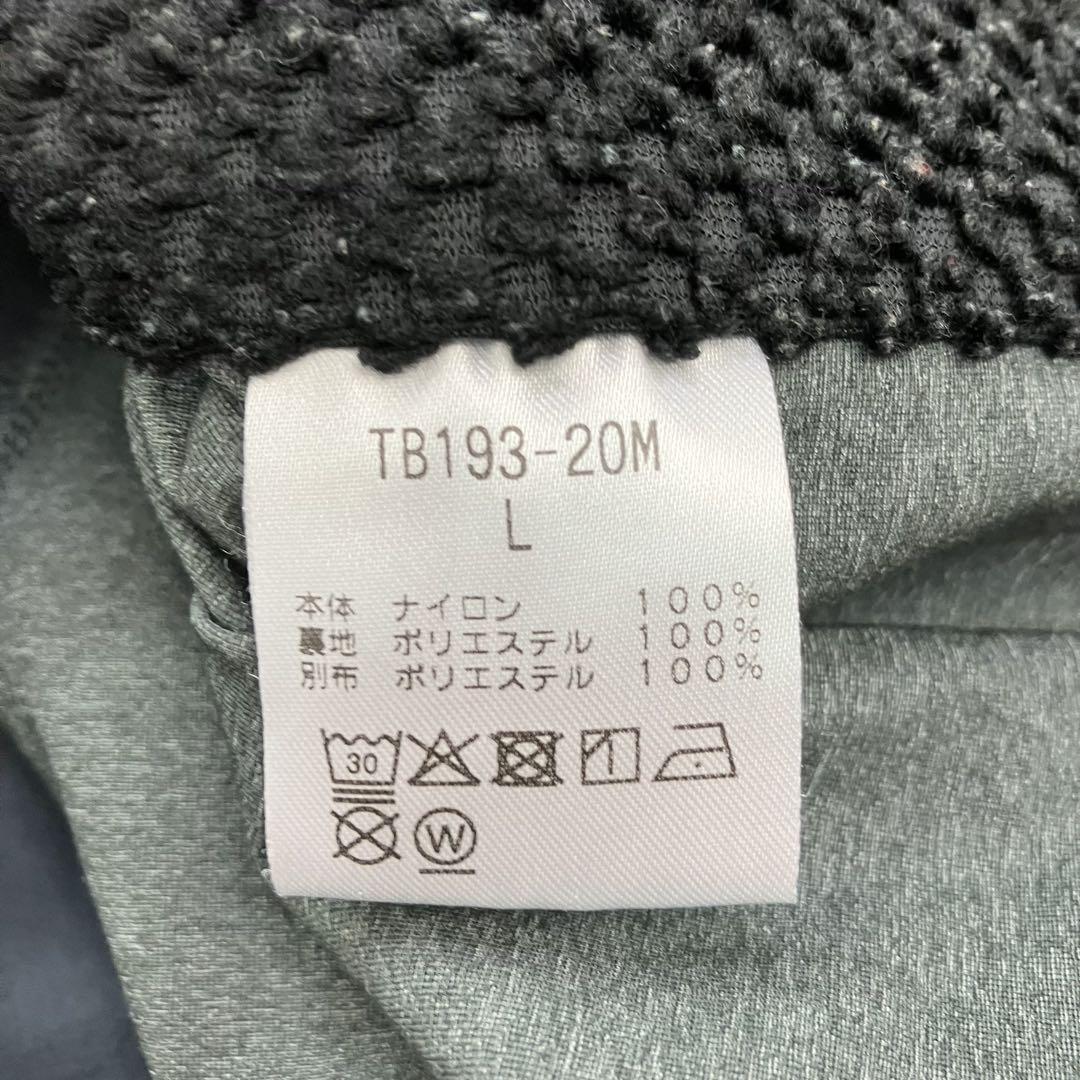 TB193-20M
L
本体 ナイロン 100%
裏地 ポリエステル 100%
別布 ポリエステル 100%
30
W